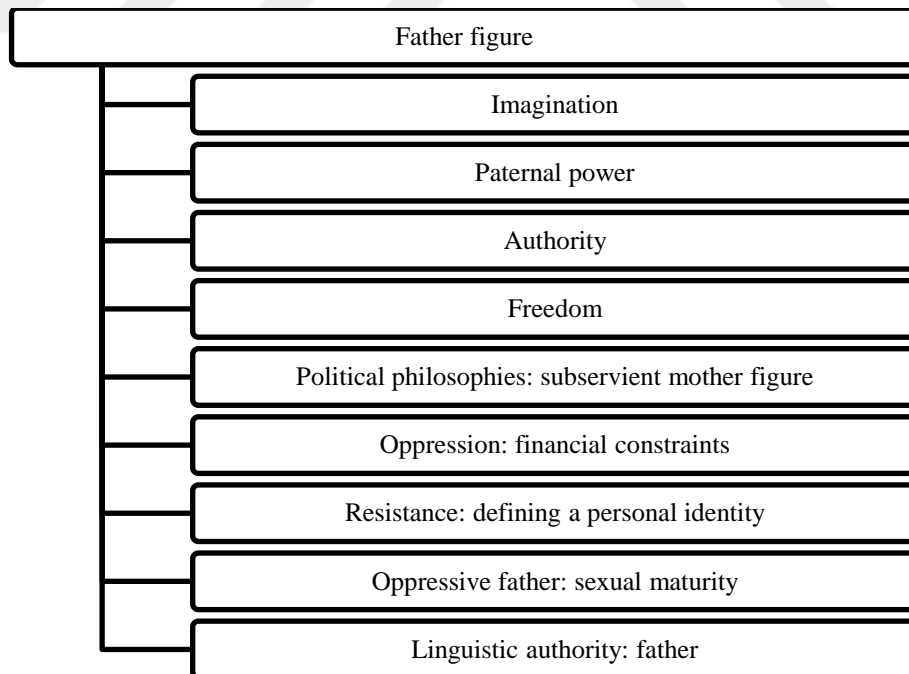 Father figure
Imagination
Paternal power
Authority
Freedom
Political philosophies: subservient mother figure
Oppression: financial constraints
Resistance: defining a personal identity
Oppressive father: sexual maturity
Linguistic authority: father